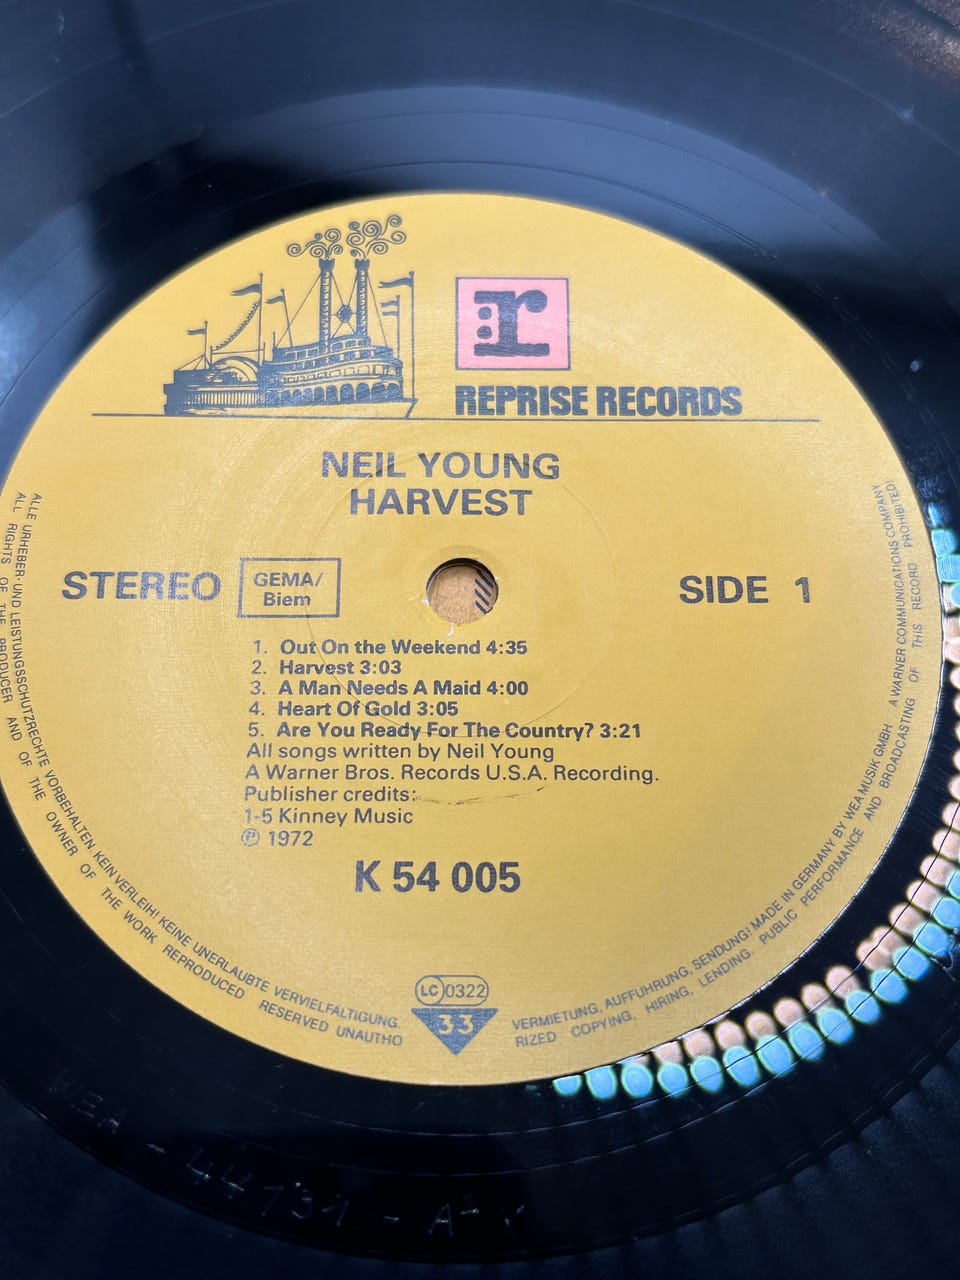 r
REPRISE RECORDS
NEIL YOUNG
HARVEST
STEREO
GEMA/
Biem
SIDE 1
1. Out On the Weekend 4:35
2. Harvest 3:03
3. A Man Needs A Maid 4:00
4. Heart Of Gold 3:05
5. Are You Ready For The Country? 3:21
All songs written by Neil Young
A Warner Bros. Records U.S.A. Recording.
Publisher credits:
1-5 Kinney Music
℗ 1972
K 54 005
LC 0322
33
ALLE URHEBER- UND LEISTUNGSSCHUTZRECHTE VORBEHALTEN KEIN VERLEIH! KEINE UNERLAUBTE VERVIELFÄLTIGUNG.
VERMIETUNG, AUFFÜHRUNG, SENDUNG! MADE IN GERMANY BY WEA MUSIK GMBH A WARNER COMMUNICATIONS COMPANY
ALL RIGHTS OF THE PRODUCER AND OF THE OWNER OF THE WORK REPRODUCED RESERVED UNAUTHO
RIZED COPYING, HIRING, LENDING, PUBLIC PERFORMANCE AND BROADCASTING OF THIS RECORD PROHIBITED!
WEA - 44131 - A